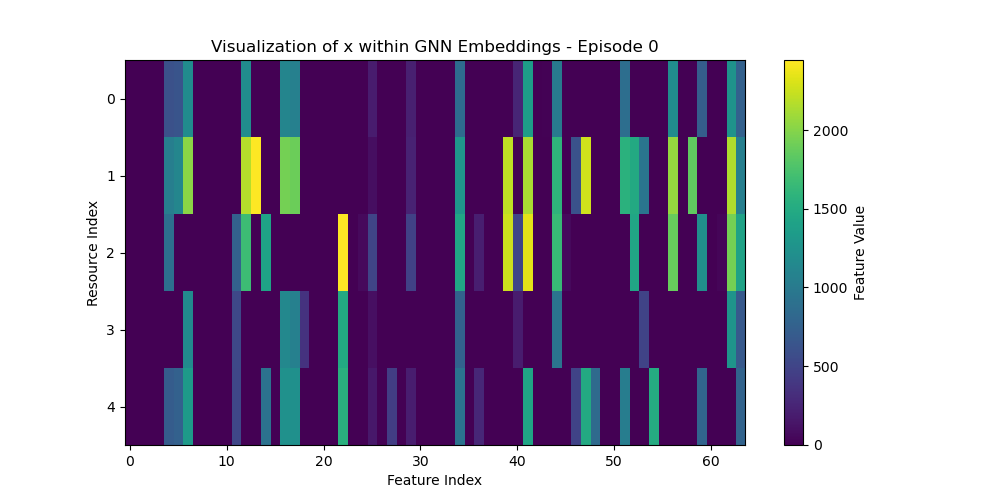 Visualization of x within GNN Embeddings - Episode 0
0
1
2
3
4
Resource Index
0 10 20 30 40 50 60
Feature Index
2000
1500
1000
500
0
Feature Value